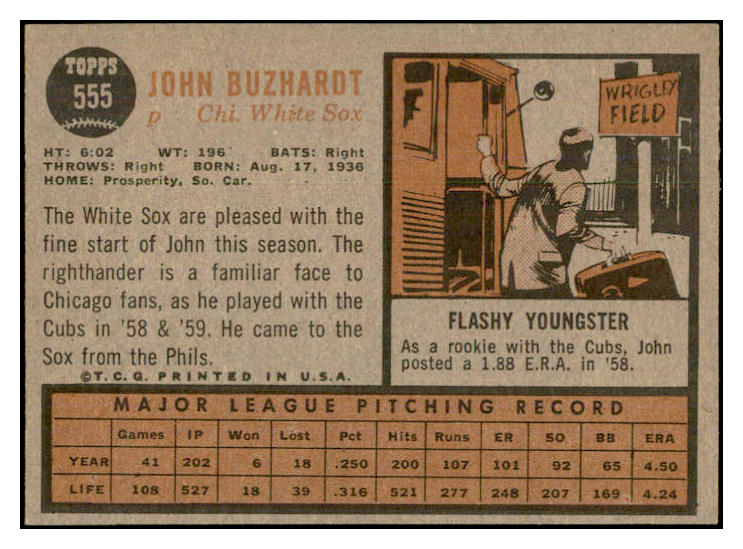 TOPPS
555
JOHN BUZHARDT
p Chi. White Sox
HT: 6:02 WT: 196 BATS: Right
THROWS: Right BORN: Aug. 17, 1936
HOME: Prosperity, So. Car.
The White Sox are pleased with the
fine start of John this season. The
righthander is a familiar face to
Chicago fans, as he played with the
Cubs in '58 & '59. He came to the
Sox from the Phils.
©T.C.G. PRINTED IN U.S.A.
WRIGLEY
FIELD
FLASHY YOUNGSTER
As a rookie with the Cubs, John
posted a 1.88 E.R.A. in '58.
MAJOR LEAGUE PITCHING RECORD
Games IP Won Lost Pct Hits Runs ER SO BB ERA
YEAR 41 202 6 18 .250 200 107 101 92 65 4.50
LIFE 108 527 18 39 .316 521 277 248 207 169 4.24